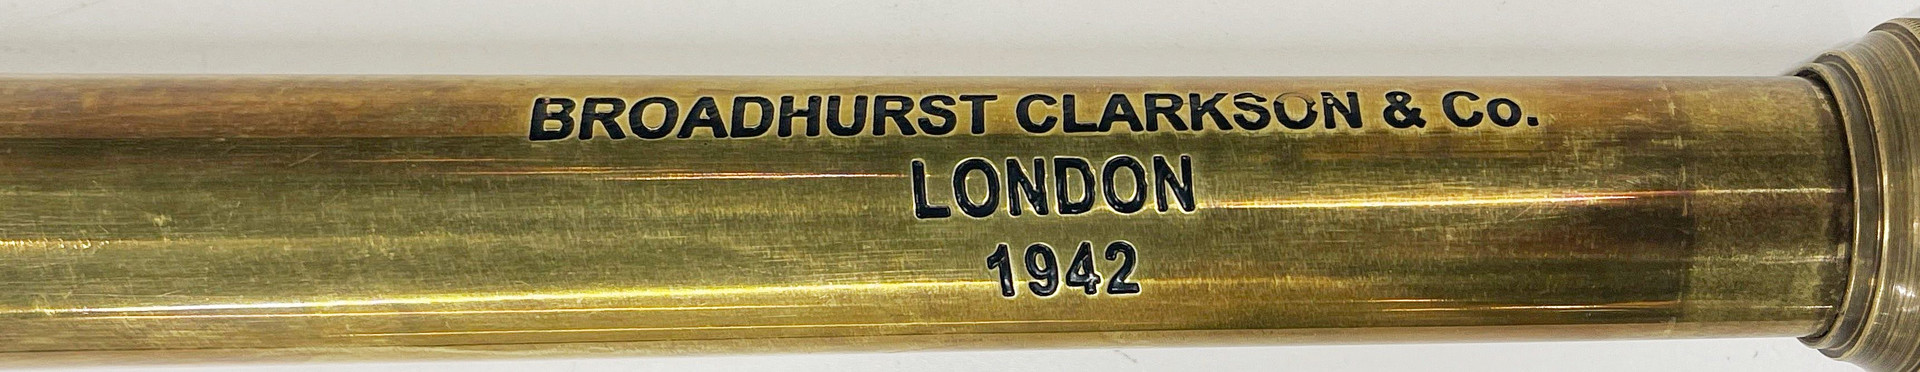 BROADHURST CLARKSON & Co.
LONDON
1942